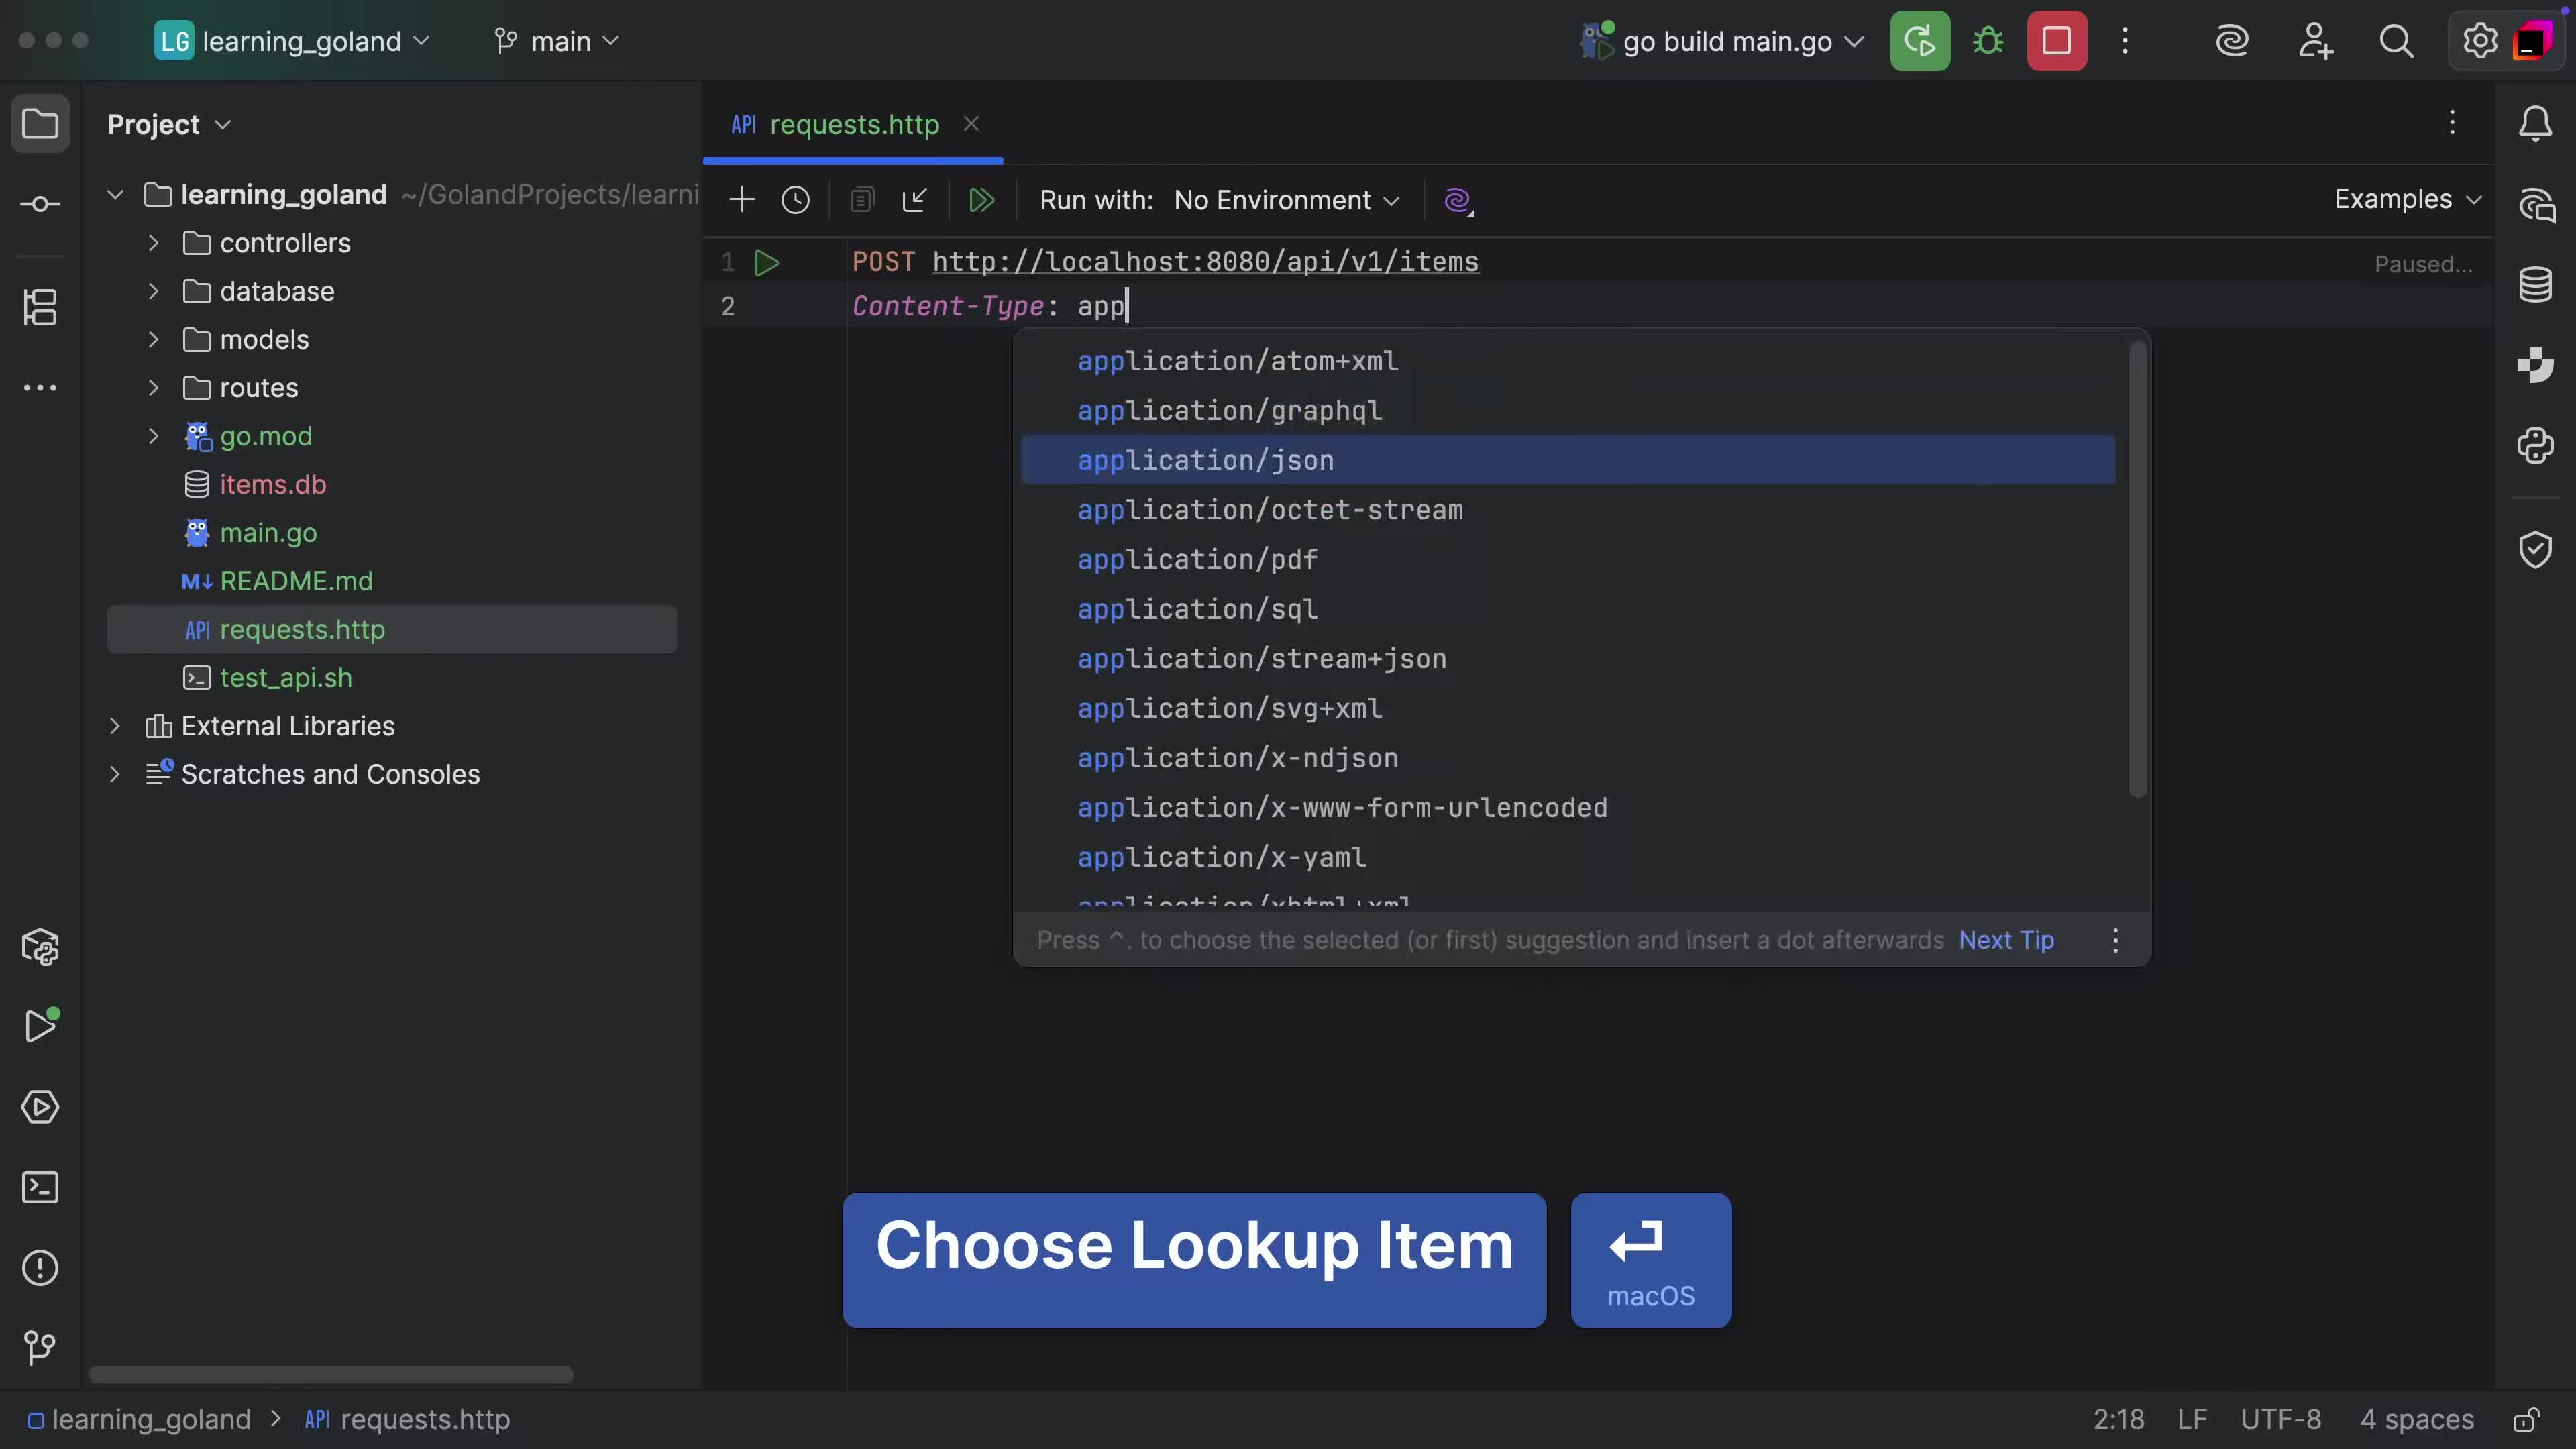 LG learning_goland
main
go build main.go
Project
API requests.http
learning_goland ~/GolandProjects/learni
controllers
database
models
routes
go.mod
items.db
main.go
M↓ README.md
API requests.http
test_api.sh
External Libraries
Scratches and Consoles
Run with: No Environment
Examples
1 POST http://localhost:8080/api/v1/items
Paused...
2 Content-Type: app
application/atom+xml
application/graphql
application/json
application/octet-stream
application/pdf
application/sql
application/stream+json
application/svg+xml
application/x-ndjson
application/x-www-form-urlencoded
application/x-yaml
application/xhtml+xml
Press ^. to choose the selected (or first) suggestion and insert a dot afterwards Next Tip
Choose Lookup Item
macOS
learning_goland > API requests.http
2:18 LF UTF-8 4 spaces